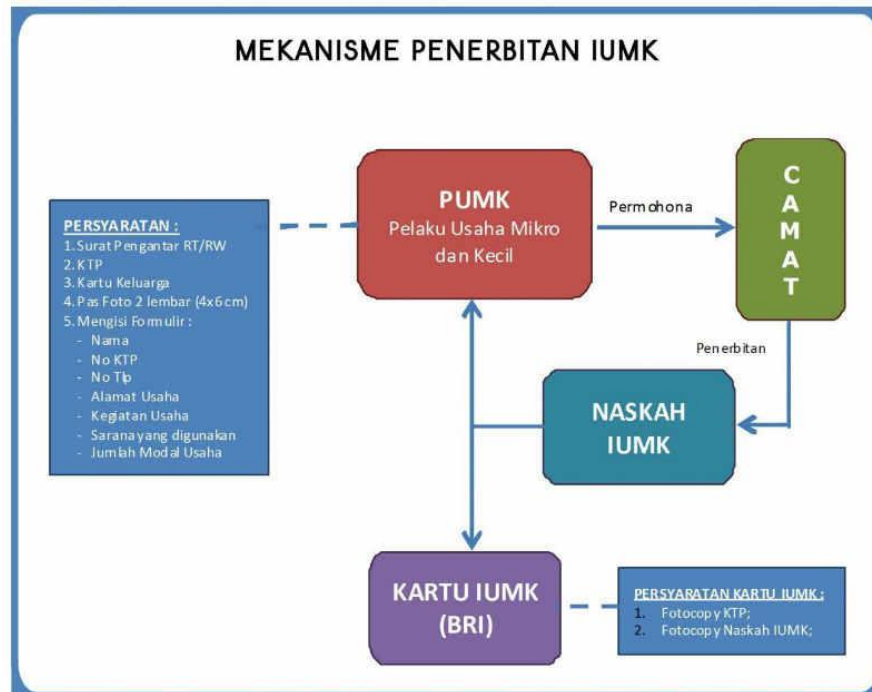 MEKANISME PENERBITAN IUMK
PUMK
Pelaku Usaha Mikro
dan Kecil
Permohona
CAMAT
PERSYARATAN :
1. Surat Pengantar RT/RW
2. KTP
3. Kartu Keluarga
4. Pas Foto 2 lembar (4x6 cm)
5. Mengisi Formulir :
- Nama
- No KTP
- No Tlp
- Alamat Usaha
- Kegiatan Usaha
- Sarana yang digunakan
- Jumlah Modal Usaha
Penerbitan
NASKAH
IUMK
KARTU IUMK
(BRI)
PERSYARATAN KARTU IUMK :
1. Fotocopy KTP;
2. Fotocopy Naskah IUMK;